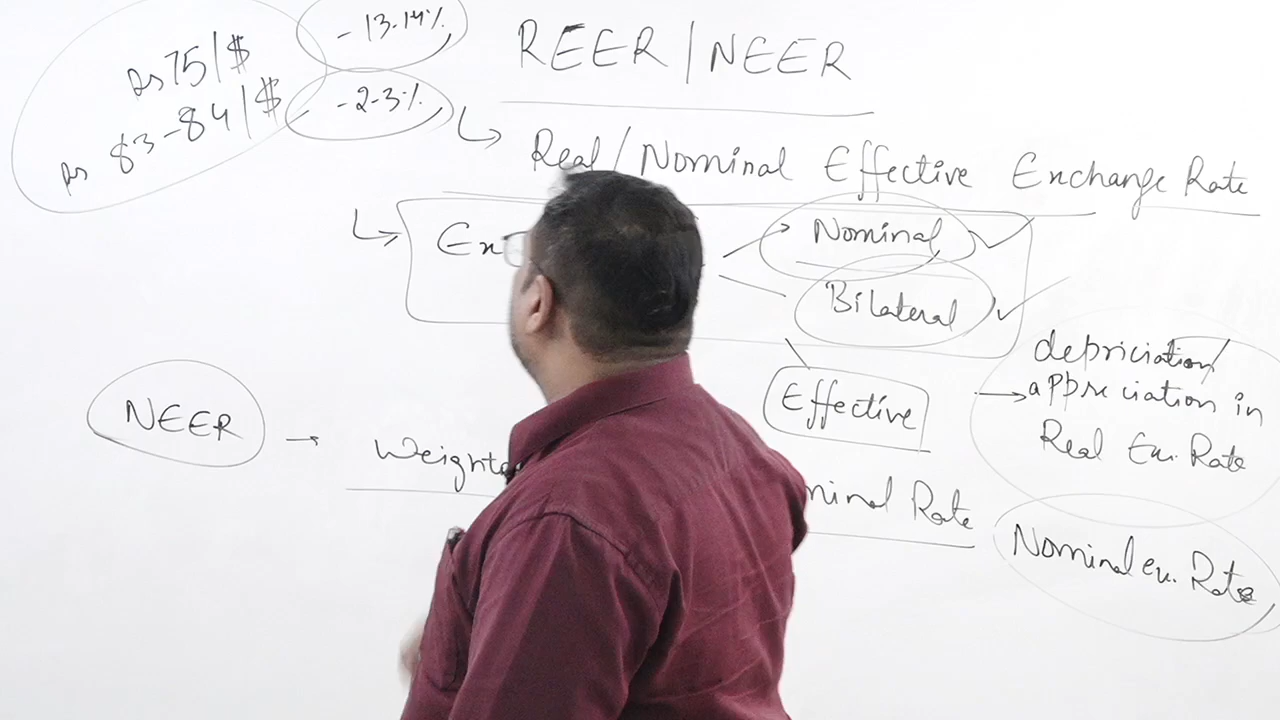 Rs 75/$
- 13-14%
REER/NEER
Rs 83-84/$
- 2-3%
↳ Real/Nominal Effective Exchange Rate
↳
Nominal
Bilateral
Effective
→ depriciation/
appreciation in
Real Ex. Rate
NEER →
Rate
Nominal ex. Rate